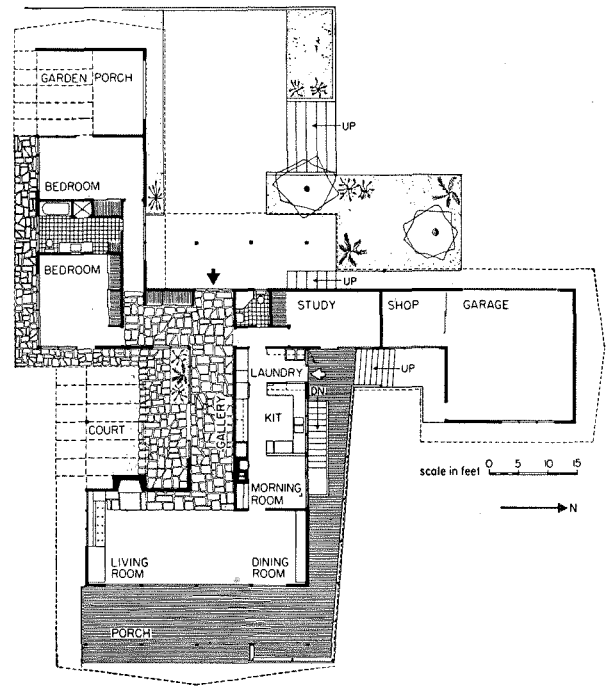 GARDEN PORCH
UP
BEDROOM
BEDROOM
UP
STUDY
SHOP
GARAGE
LAUNDRY
UP
DN
GALLERY
KIT
COURT
scale in feet 0 5 10 15
MORNING
ROOM
N
LIVING
ROOM
DINING
ROOM
PORCH